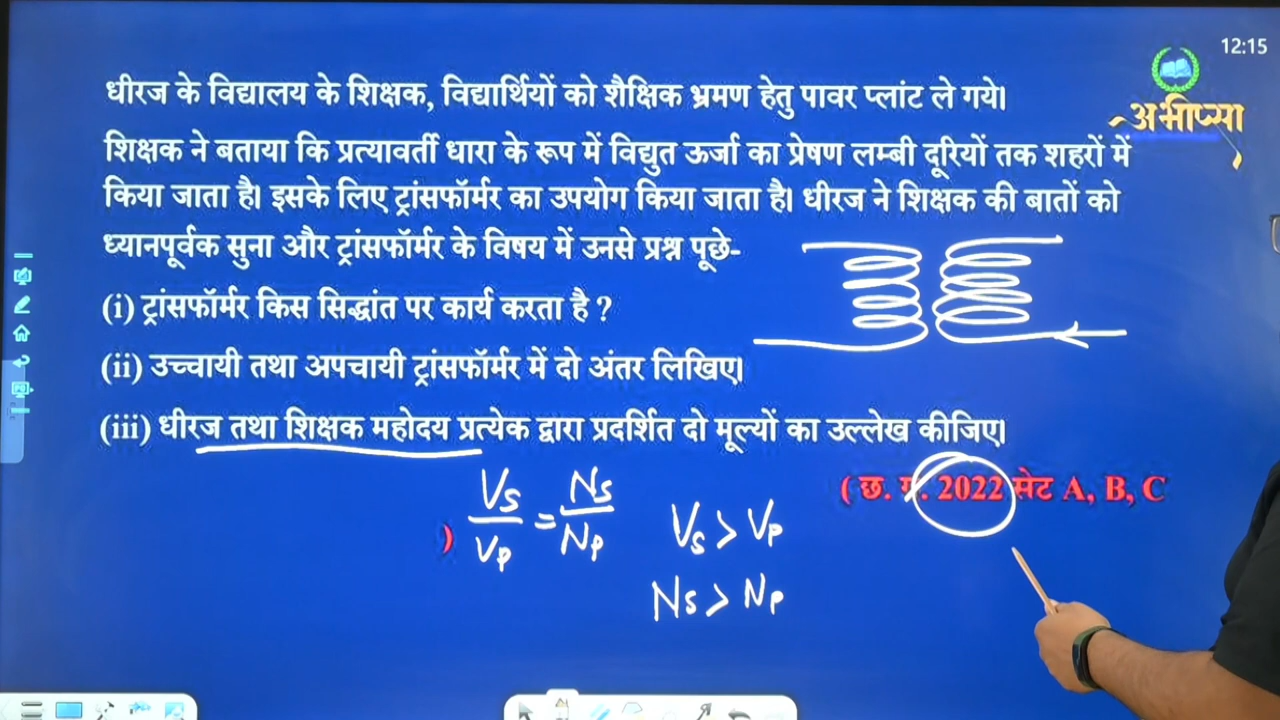 12:15
अभीप्सा
धीरज के विद्यालय के शिक्षक, विद्यार्थियों को शैक्षिक भ्रमण हेतु पावर प्लांट ले गये।
शिक्षक ने बताया कि प्रत्यावर्ती धारा के रूप में विद्युत ऊर्जा का प्रेषण लम्बी दूरियों तक शहरों में
किया जाता है। इसके लिए ट्रांसफॉर्मर का उपयोग किया जाता है। धीरज ने शिक्षक की बातों को
ध्यानपूर्वक सुना और ट्रांसफॉर्मर के विषय में उनसे प्रश्न पूछे-
(i) ट्रांसफॉर्मर किस सिद्धांत पर कार्य करता है ?
(ii) उच्चायी तथा अपचायी ट्रांसफॉर्मर में दो अंतर लिखिए।
(iii) धीरज तथा शिक्षक महोदय प्रत्येक द्वारा प्रदर्शित दो मूल्यों का उल्लेख कीजिए।
( छ. ग. 2022 सेट A, B, C
)
Vs/Vp = Ns/Np
Vs > Vp
Ns > Np